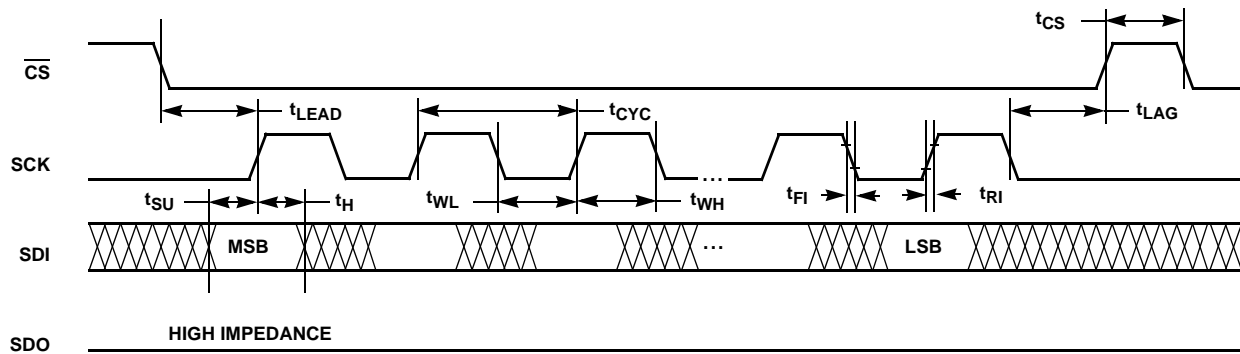 tCS
CS
tLEAD
tCYC
tLAG
SCK
...
tSU
tH
tWL
tWH
tFI
tRI
SDI
MSB
...
LSB
HIGH IMPEDANCE
SDO